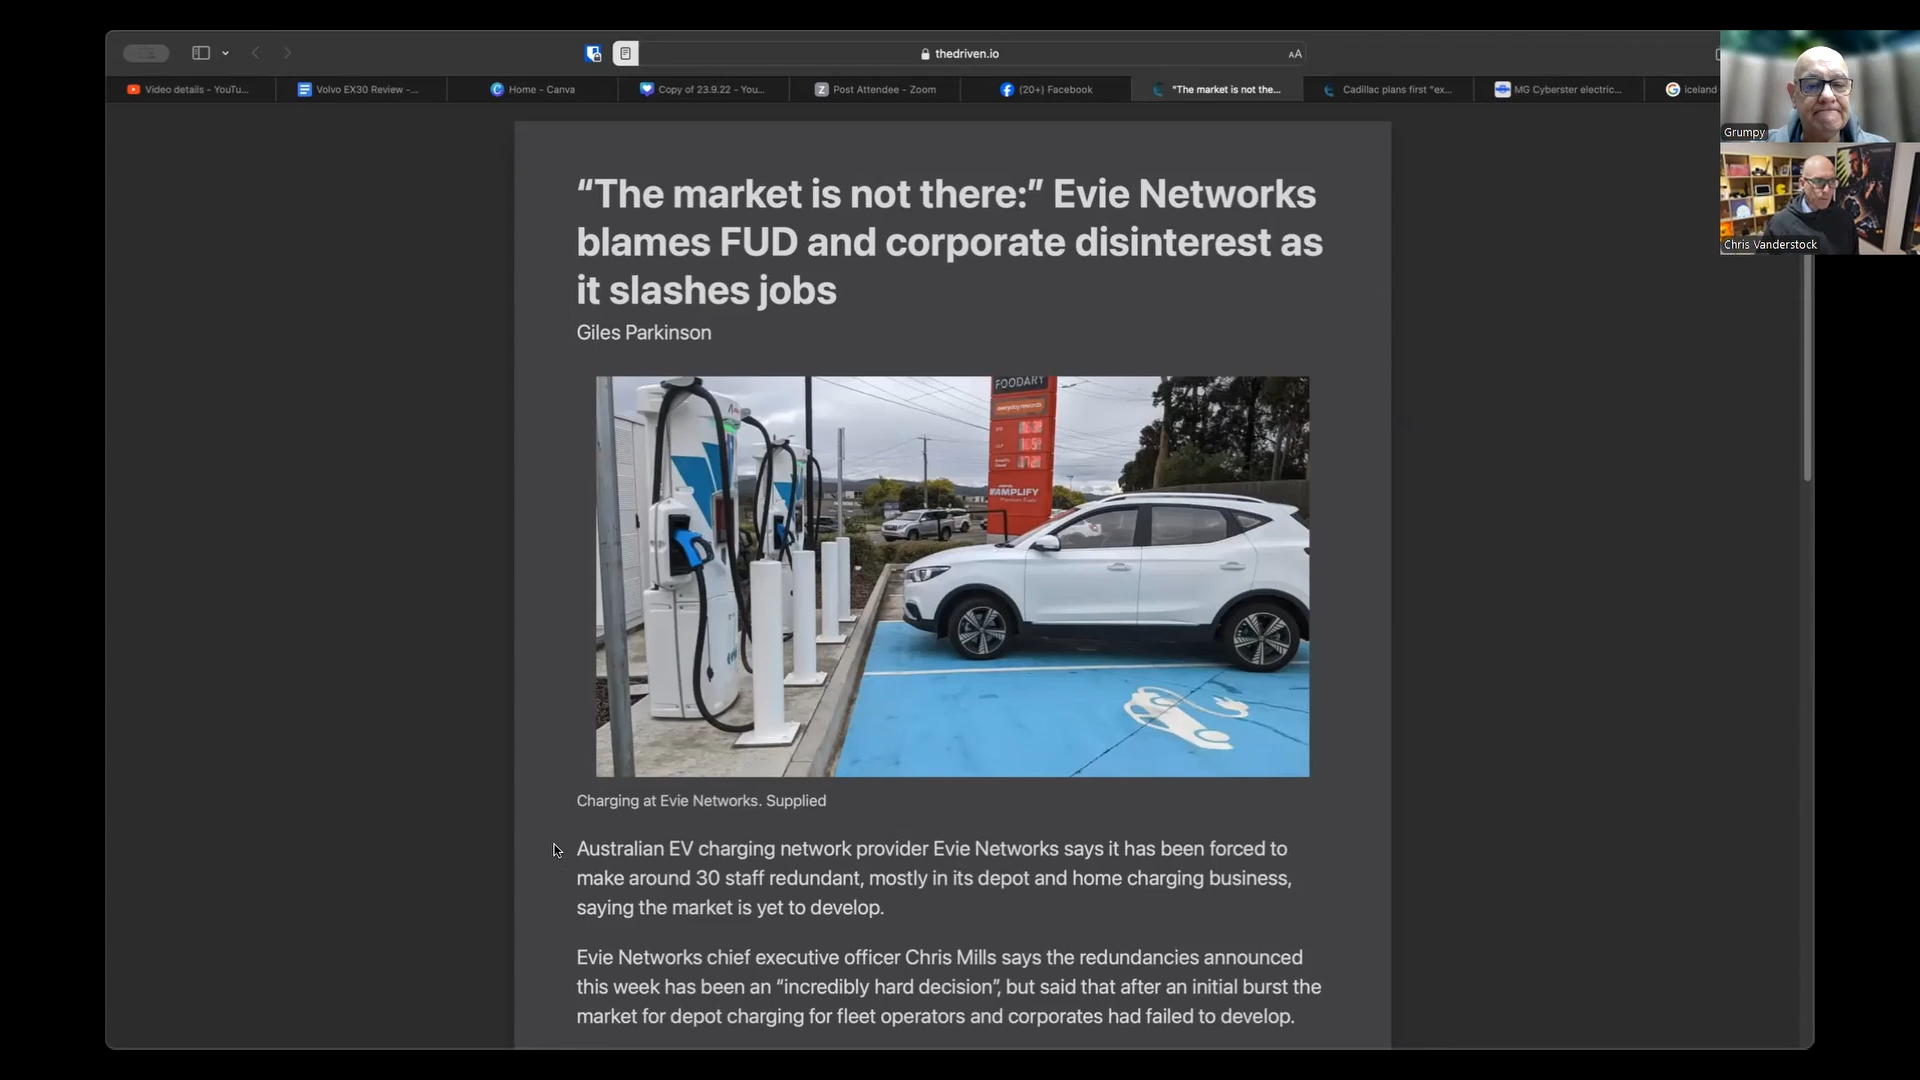 thedriven.io
AA
Video details - YouTu...
Volvo EX30 Review -...
Home - Canva
Copy of 23.9.22 - You...
Post Attendee - Zoom
(20+) Facebook
"The market is not the...
Cadillac plans first "ex...
MG Cyberster electric...
iceland
Grumpy
Chris Vanderstock
“The market is not there:” Evie Networks
blames FUD and corporate disinterest as
it slashes jobs
Giles Parkinson
FOODARY
everyday rewards
AMPLIFY
Charging at Evie Networks. Supplied
Australian EV charging network provider Evie Networks says it has been forced to
make around 30 staff redundant, mostly in its depot and home charging business,
saying the market is yet to develop.
Evie Networks chief executive officer Chris Mills says the redundancies announced
this week has been an “incredibly hard decision”, but said that after an initial burst the
market for depot charging for fleet operators and corporates had failed to develop.